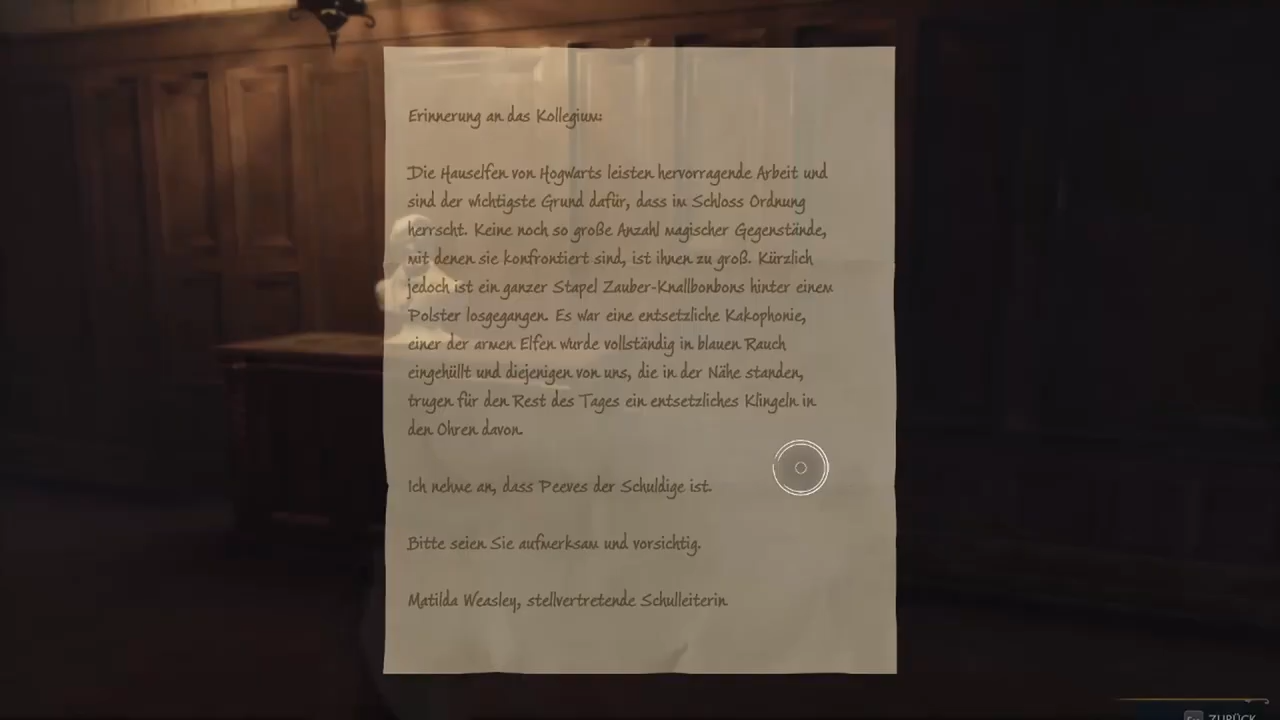 Erinnerung an das Kollegium:
Die Hauselfen von Hogwarts leisten hervorragende Arbeit und
sind der wichtigste Grund dafür, dass im Schloss Ordnung
herrscht. Keine noch so große Anzahl magischer Gegenstände,
mit denen sie konfrontiert sind, ist ihnen zu groß. Kürzlich
jedoch ist ein ganzer Stapel Zauber-Knallbonbons hinter einem
Polster losgegangen. Es war eine entsetzliche Kakophonie,
einer der armen Elfen wurde vollständig in blauen Rauch
eingehüllt und diejenigen von uns, die in der Nähe standen,
trugen für den Rest des Tages ein entsetzliches Klingeln in
den Ohren davon.
Ich nehme an, dass Peeves der Schuldige ist.
Bitte seien Sie aufmerksam und vorsichtig.
Matilda Weasley, stellvertretende Schulleiterin
ZURÜCK